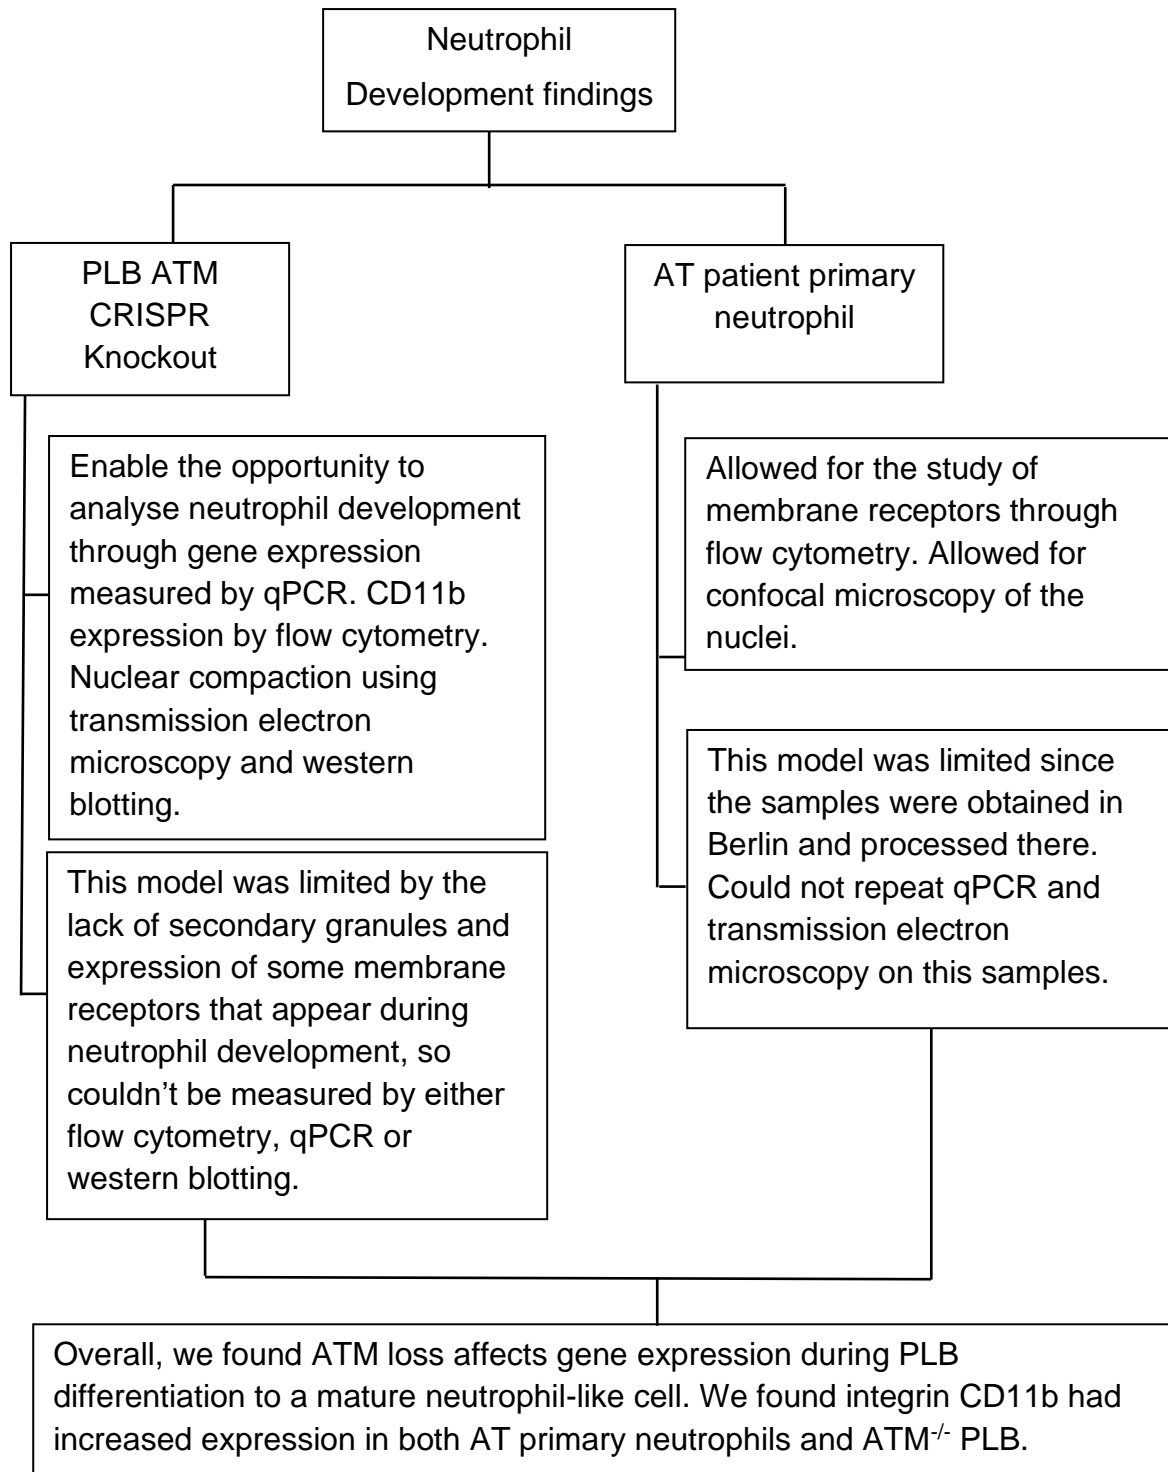 Neutrophil
Development findings
PLB ATM
CRISPR
Knockout
AT patient primary
neutrophil
Enable the opportunity to
analyse neutrophil development
through gene expression
measured by qPCR. CD11b
expression by flow cytometry.
Nuclear compaction using
transmission electron
microscopy and western
blotting.
Allowed for the study of
membrane receptors through
flow cytometry. Allowed for
confocal microscopy of the
nuclei.
This model was limited by the
lack of secondary granules and
expression of some membrane
receptors that appear during
neutrophil development, so
couldn’t be measured by either
flow cytometry, qPCR or
western blotting.
This model was limited since
the samples were obtained in
Berlin and processed there.
Could not repeat qPCR and
transmission electron
microscopy on this samples.
Overall, we found ATM loss affects gene expression during PLB
differentiation to a mature neutrophil-like cell. We found integrin CD11b had
increased expression in both AT primary neutrophils and ATM⁻/⁻ PLB.